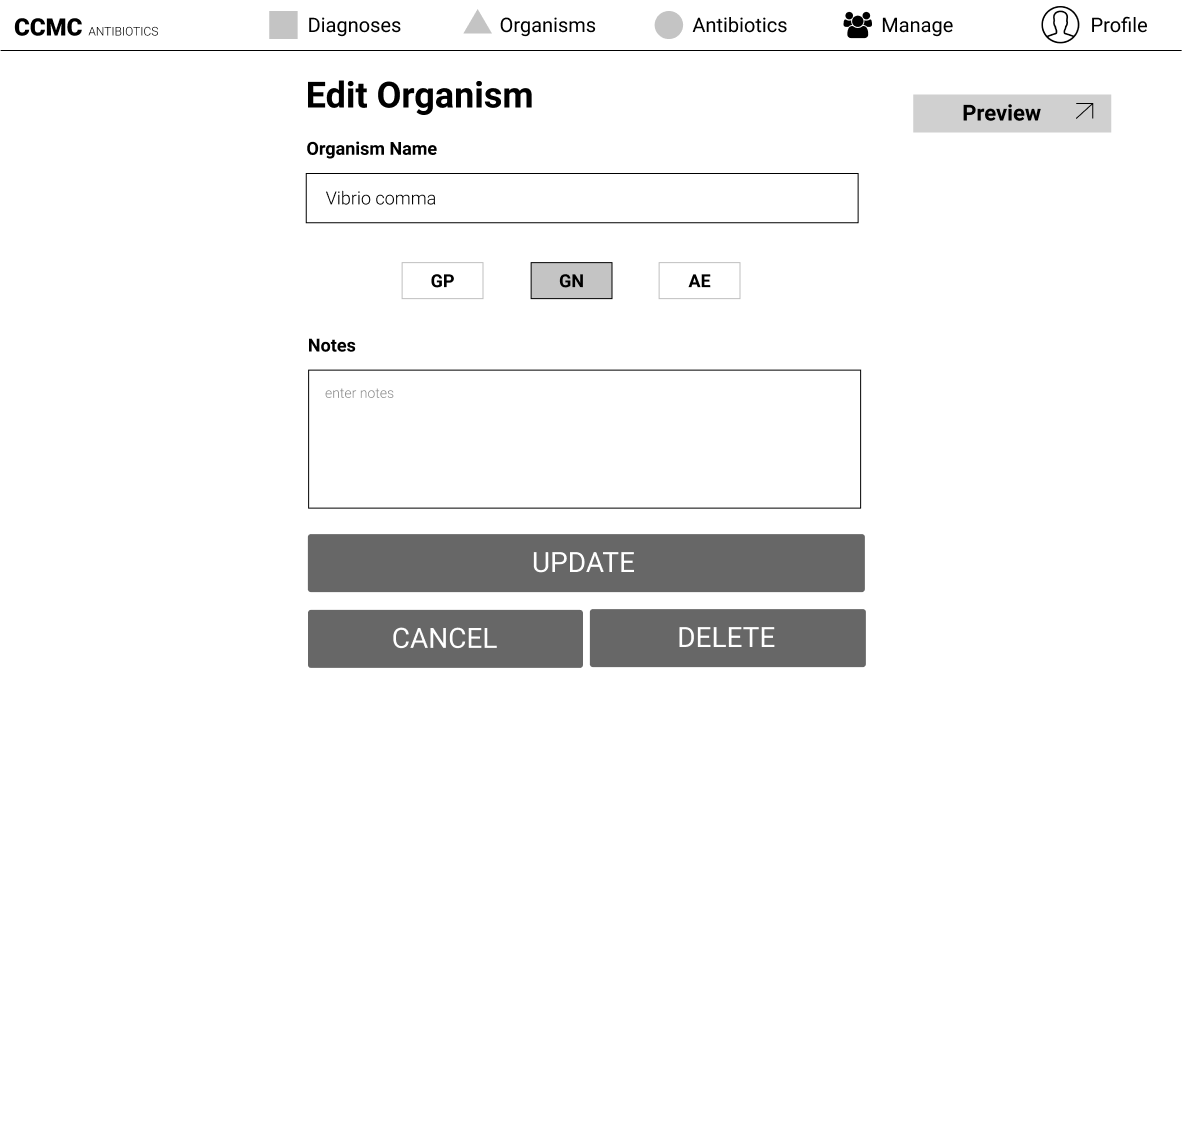 CCMC ANTIBIOTICS Diagnoses Organisms Antibiotics Manage Profile
Edit Organism
Preview
Organism Name
Vibrio comma
GP GN AE
Notes
enter notes
UPDATE
CANCEL DELETE